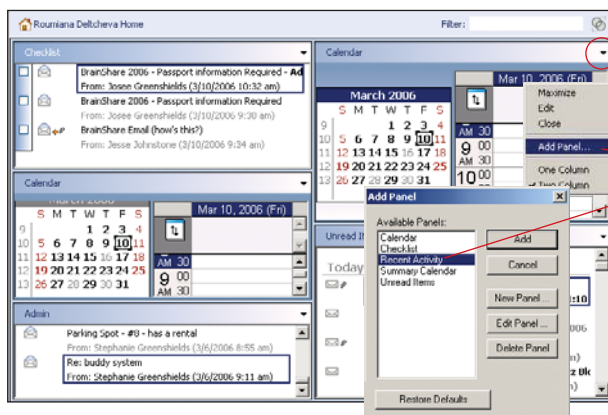 Roumiana Deltcheva Home
Filter:
Checklist
BrainShare 2006 - Passport information Required - Ad
From: Josee Greenshields (3/10/2006 10:32 am)
BrainShare 2006 - Passport information Required
From: Josee Greenshields (3/10/2006 9:30 am)
BrainShare Email (how's this?)
From: Jesse Johnstone (3/10/2006 9:34 am)
Calendar
March 2006
S M T W T F S
9 1 2 3 4
10 5 6 7 8 9 10 11
11 12 13 14 15 16 17 18
12 19 20 21 22 23 24 25
13 26 27 28 29 30 31
Mar 10, 2006 (Fri)
AM 30
9 00
AM 30
Admin
Parking Spot - #8 - has a rental
From: Stephanie Greenshields (3/6/2006 8:55 am)
Re: buddy system
From: Stephanie Greenshields (3/6/2006 9:11 am)
Calendar
March 2006
S M T W T F S
9 1 2 3 4
10 5 6 7 8 9 10 11
11 12 13 14 15 16 17 18
12 19 20 21 22 23 24 25
13 26 27 28 29 30 31
Mar 10, 2006 (Fri)
AM 30
9 00
AM 30
10 00
Maximize
Edit
Close
Add Panel...
One Column
Two Column
Unread It
Today
:10
006
n)
z Blo
n)
Add Panel
Available Panels:
Calendar
Checklist
Recent Activity
Summary Calendar
Unread Items
Add
Cancel
New Panel ...
Edit Panel ...
Delete Panel
Restore Defaults